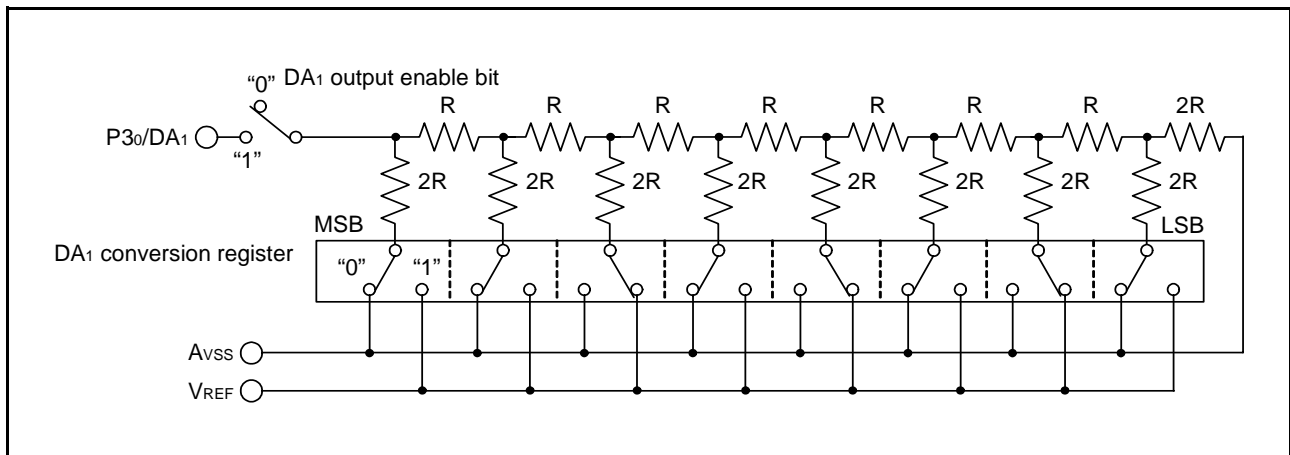 “0” DA1 output enable bit
R R R R R R R 2R
P30/DA1
“1”
2R 2R 2R 2R 2R 2R 2R 2R
MSB LSB
DA1 conversion register
“0” “1”
AVSS
VREF